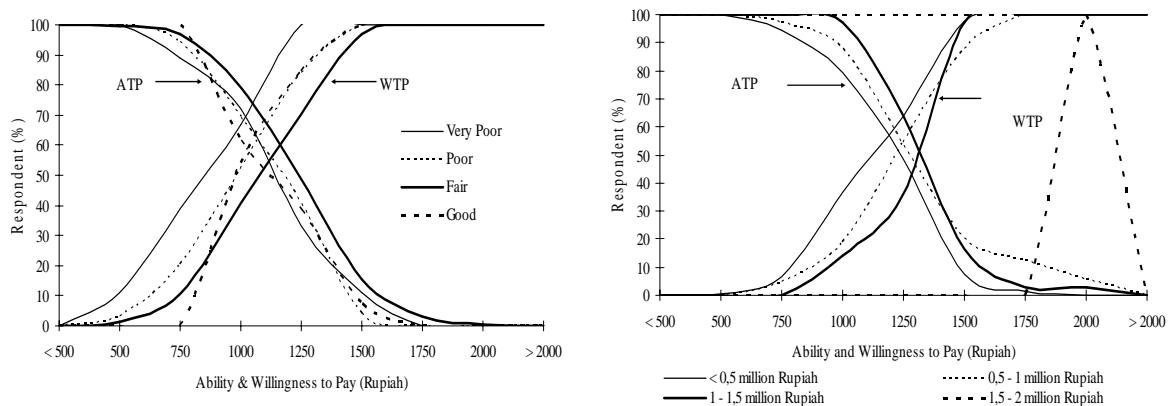 100
90
80
70
60
50
40
30
20
10
0
Respondent (%)
ATP
WTP
Very Poor
Poor
Fair
Good
< 500
500
750
1000
1250
1500
1750
2000
> 2000
Ability & Willingness to Pay (Rupiah)
100
90
80
70
60
50
40
30
20
10
0
Respondent (%)
ATP
WTP
< 500
500
750
1000
1250
1500
1750
2000
> 2000
Ability and Willingness to Pay (Rupiah)
< 0,5 million Rupiah
0,5 - 1 million Rupiah
1 - 1,5 million Rupiah
1,5 - 2 million Rupiah